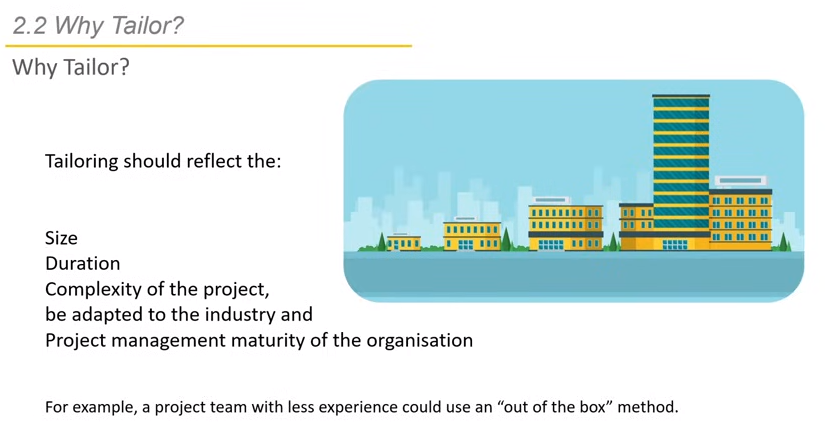 2.2 Why Tailor?
Why Tailor?
Tailoring should reflect the:
Size
Duration
Complexity of the project,
be adapted to the industry and
Project management maturity of the organisation
For example, a project team with less experience could use an “out of the box” method.